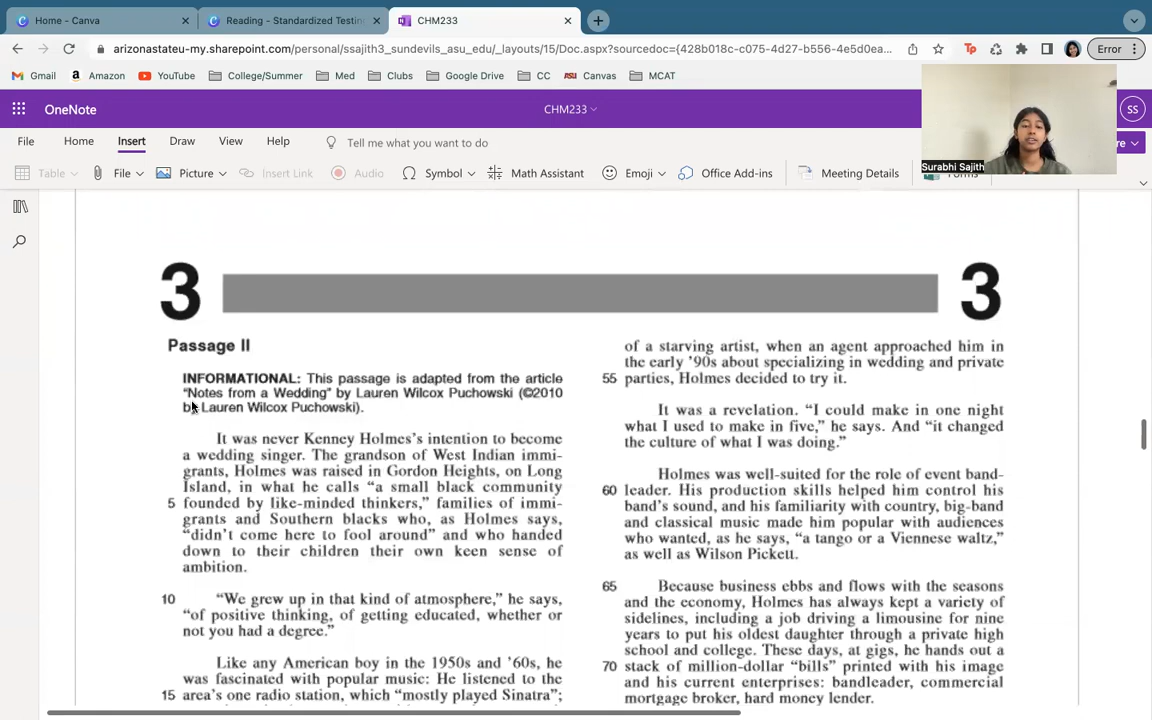 Home - Canva
Reading - Standardized Testing
CHM233
arizonastateu-my.sharepoint.com/personal/ssajith3_sundevils_asu_edu/_layouts/15/Doc.aspx?sourcedoc={428b018c-c075-4d27-b556-4e5d0ea...
Error
Gmail
Amazon
YouTube
College/Summer
Med
Clubs
Google Drive
CC
Canvas
MCAT
OneNote
CHM233
SS
File
Home
Insert
Draw
View
Help
Tell me what you want to do
Table
File
Picture
Insert Link
Audio
Symbol
Math Assistant
Emoji
Office Add-ins
Meeting Details
Forms
Surabhi Sajith
3
3
Passage II
INFORMATIONAL: This passage is adapted from the article
"Notes from a Wedding" by Lauren Wilcox Puchowski (©2010
by Lauren Wilcox Puchowski).
It was never Kenney Holmes's intention to become
a wedding singer. The grandson of West Indian immi-
grants, Holmes was raised in Gordon Heights, on Long
Island, in what he calls "a small black community
5 founded by like-minded thinkers," families of immi-
grants and Southern blacks who, as Holmes says,
"didn't come here to fool around" and who handed
down to their children their own keen sense of
ambition.
10 "We grew up in that kind of atmosphere," he says,
"of positive thinking, of getting educated, whether or
not you had a degree."
Like any American boy in the 1950s and '60s, he
was fascinated with popular music: He listened to the
15 area's one radio station, which "mostly played Sinatra";
of a starving artist, when an agent approached him in
the early '90s about specializing in wedding and private
55 parties, Holmes decided to try it.
It was a revelation. "I could make in one night
what I used to make in five," he says. And "it changed
the culture of what I was doing."
Holmes was well-suited for the role of event band-
60 leader. His production skills helped him control his
band's sound, and his familiarity with country, big-band
and classical music made him popular with audiences
who wanted, as he says, "a tango or a Viennese waltz,"
as well as Wilson Pickett.
65 Because business ebbs and flows with the seasons
and the economy, Holmes has always kept a variety of
sidelines, including a job driving a limousine for nine
years to put his oldest daughter through a private high
school and college. These days, at gigs, he hands out a
70 stack of million-dollar "bills" printed with his image
and his current enterprises: bandleader, commercial
mortgage broker, hard money lender.